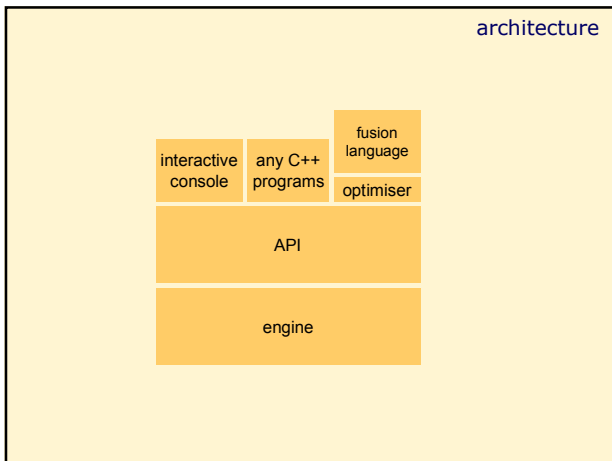 architecture
interactive
console
any C++
programs
fusion
language
optimiser
API
engine